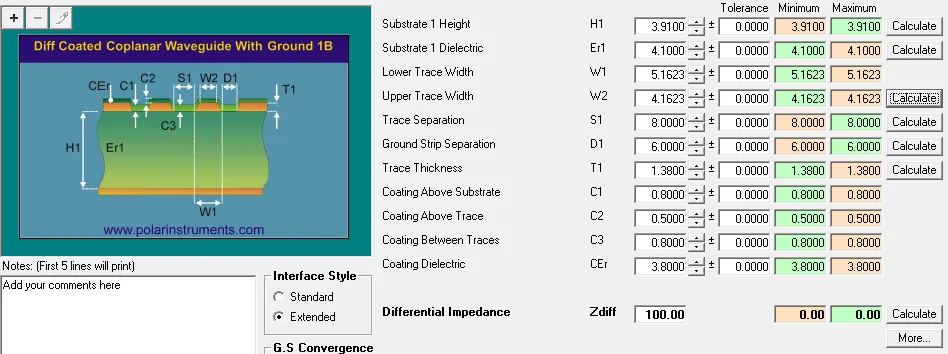 Tolerance Minimum Maximum
+ -
Substrate 1 Height H1 3.9100 ± 0.0000 3.9100 3.9100 Calculate
Diff Coated Coplanar Waveguide With Ground 1B
Substrate 1 Dielectric Er1 4.1000 ± 0.0000 4.1000 4.1000 Calculate
Lower Trace Width W1 5.1623 ± 0.0000 5.1623 5.1623
Upper Trace Width W2 4.1623 ± 0.0000 4.1623 4.1623 Calculate
Trace Separation S1 8.0000 ± 0.0000 8.0000 8.0000 Calculate
Ground Strip Separation D1 6.0000 ± 0.0000 6.0000 6.0000 Calculate
Trace Thickness T1 1.3800 ± 0.0000 1.3800 1.3800 Calculate
Coating Above Substrate C1 0.8000 ± 0.0000 0.8000 0.8000
Coating Above Trace C2 0.5000 ± 0.0000 0.5000 0.5000
Coating Between Traces C3 0.8000 ± 0.0000 0.8000 0.8000
Coating Dielectric CEr 3.8000 ± 0.0000 3.8000 3.8000
CEr C1 C2 S1 W2 D1 T1
C3
H1 Er1
W1
www.polarinstruments.com
Notes: (First 5 lines will print)
Add your comments here
Interface Style
Standard
Extended
G.S Convergence
Differential Impedance Zdiff 100.00 0.00 0.00 Calculate
More...